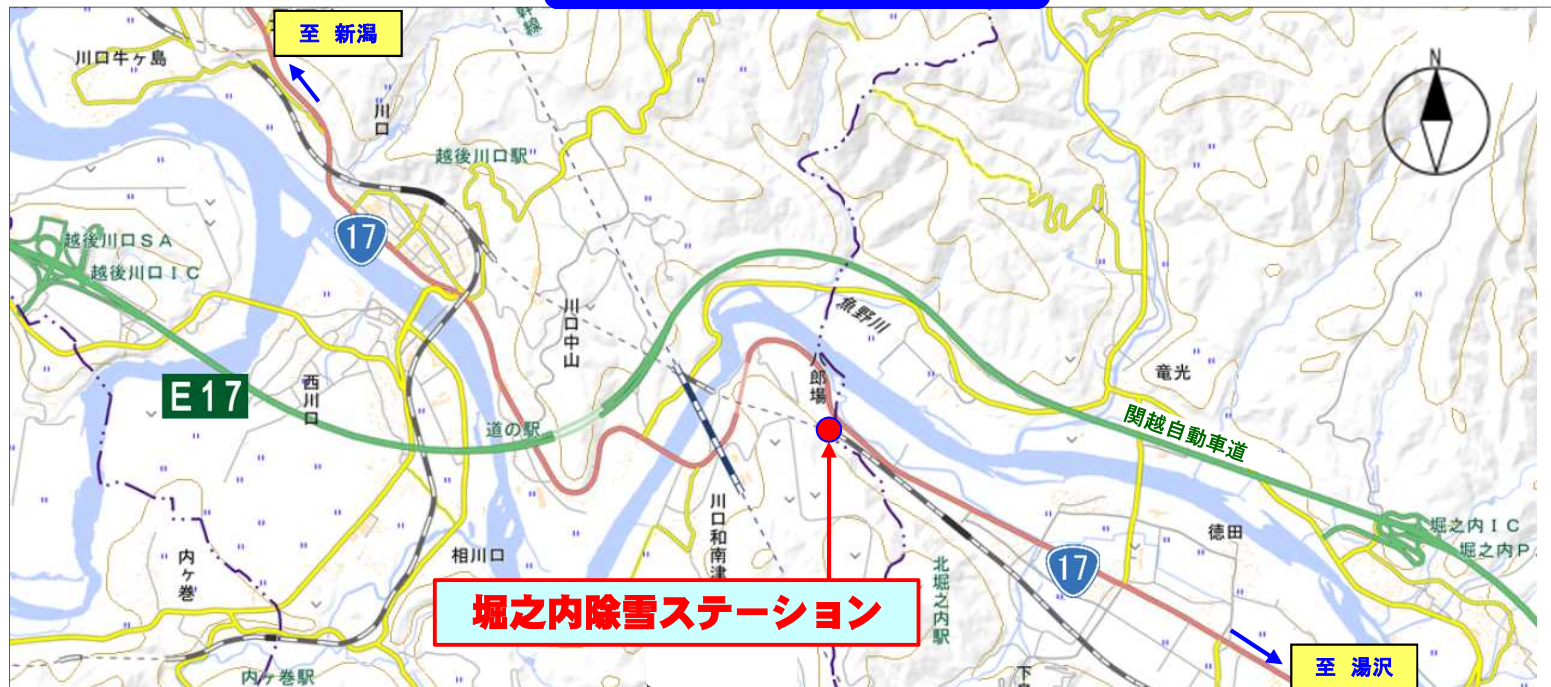 至 新潟
幹
線
川口牛ヶ島
N
川口
越後川口駅
17
越後川口SA
越後川口IC
川口中山
魚野川
八郎場
竜光
E17
西川口
道の駅
関越自動車道
川口和南津
堀之内IC
徳田
堀之内P
内ヶ巻
相川口
北堀之内駅
17
堀之内除雪ステーション
内ヶ巻駅
至 湯沢
下